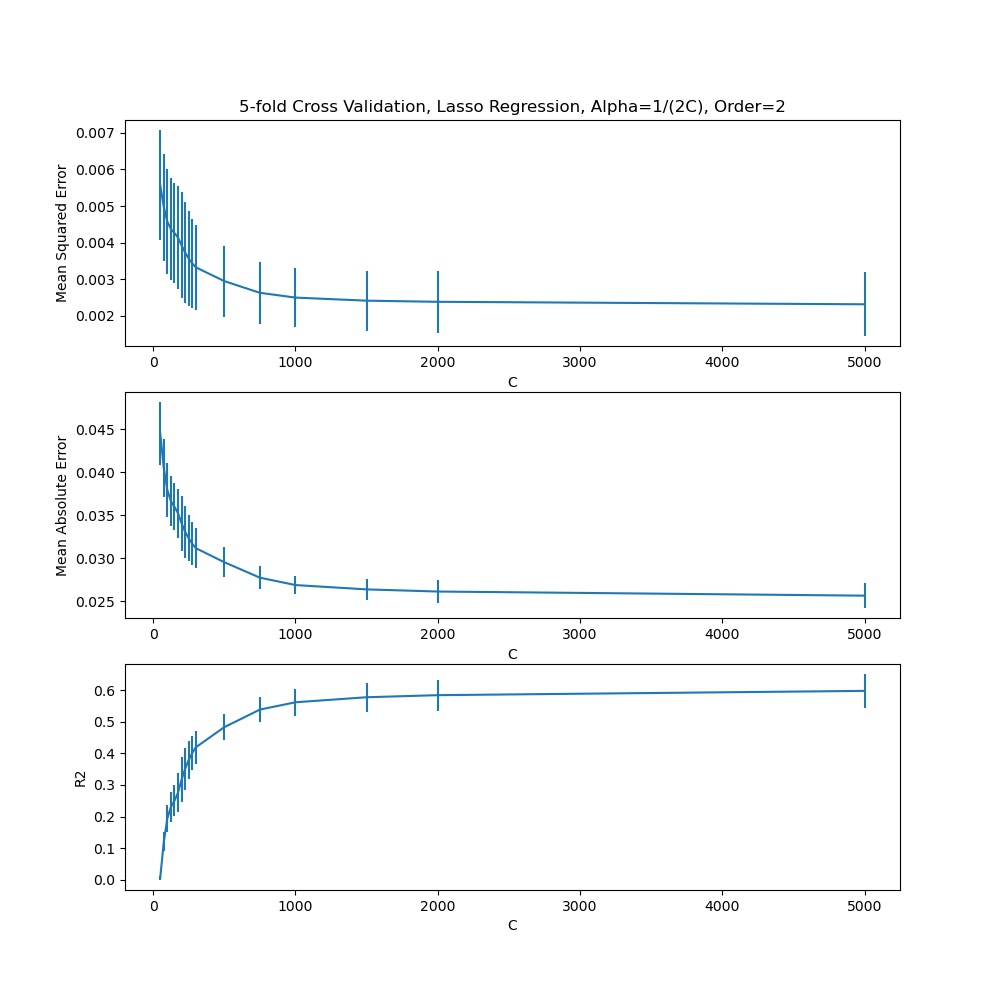 5-fold Cross Validation, Lasso Regression, Alpha=1/(2C), Order=2
Mean Squared Error
0.007
0.006
0.005
0.004
0.003
0.002
0 1000 2000 3000 4000 5000
C
Mean Absolute Error
0.045
0.040
0.035
0.030
0.025
0 1000 2000 3000 4000 5000
C
R2
0.6
0.5
0.4
0.3
0.2
0.1
0.0
0 1000 2000 3000 4000 5000
C